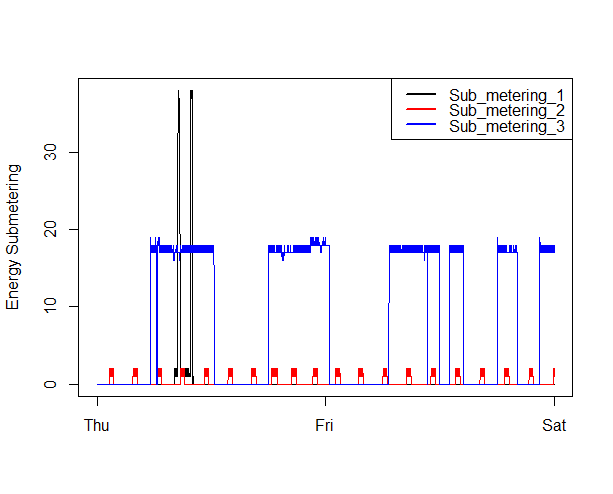 Sub_metering_1
Sub_metering_2
Sub_metering_3
Energy Submetering
30
20
10
0
Thu
Fri
Sat